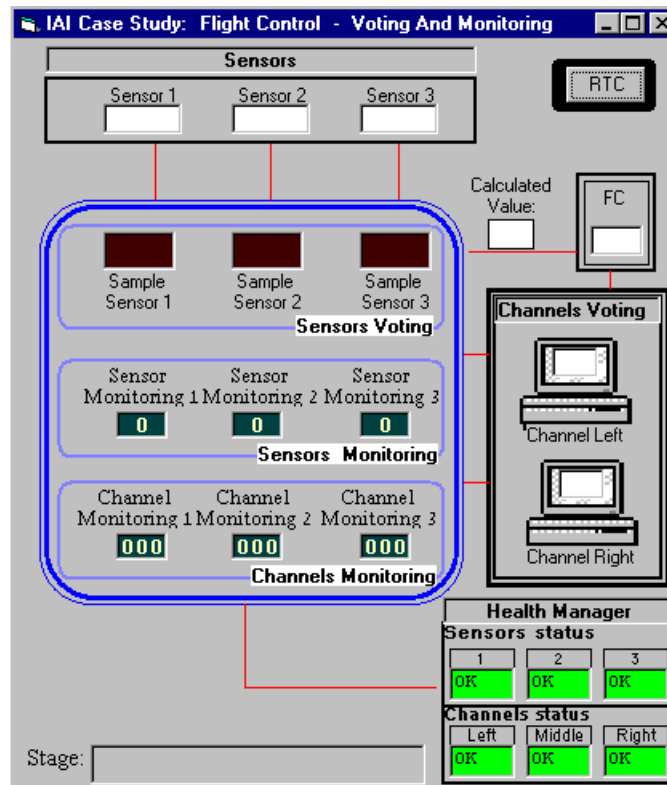 IAI Case Study: Flight Control - Voting And Monitoring
Sensors
RTC
Sensor 1 Sensor 2 Sensor 3
Calculated
Value:
FC
Sample
Sensor 1
Sample
Sensor 2
Sample
Sensor 3
Sensors Voting
Channels Voting
Channel Left
Channel Right
Sensor
Monitoring 1
Sensor
Monitoring 2
Sensor
Monitoring 3
0 0 0
Sensors Monitoring
Channel
Monitoring 1
Channel
Monitoring 2
Channel
Monitoring 3
000 000 000
Channels Monitoring
Health Manager
Sensors status
1 2 3
OK OK OK
Channels status
Left Middle Right
OK OK OK
Stage: